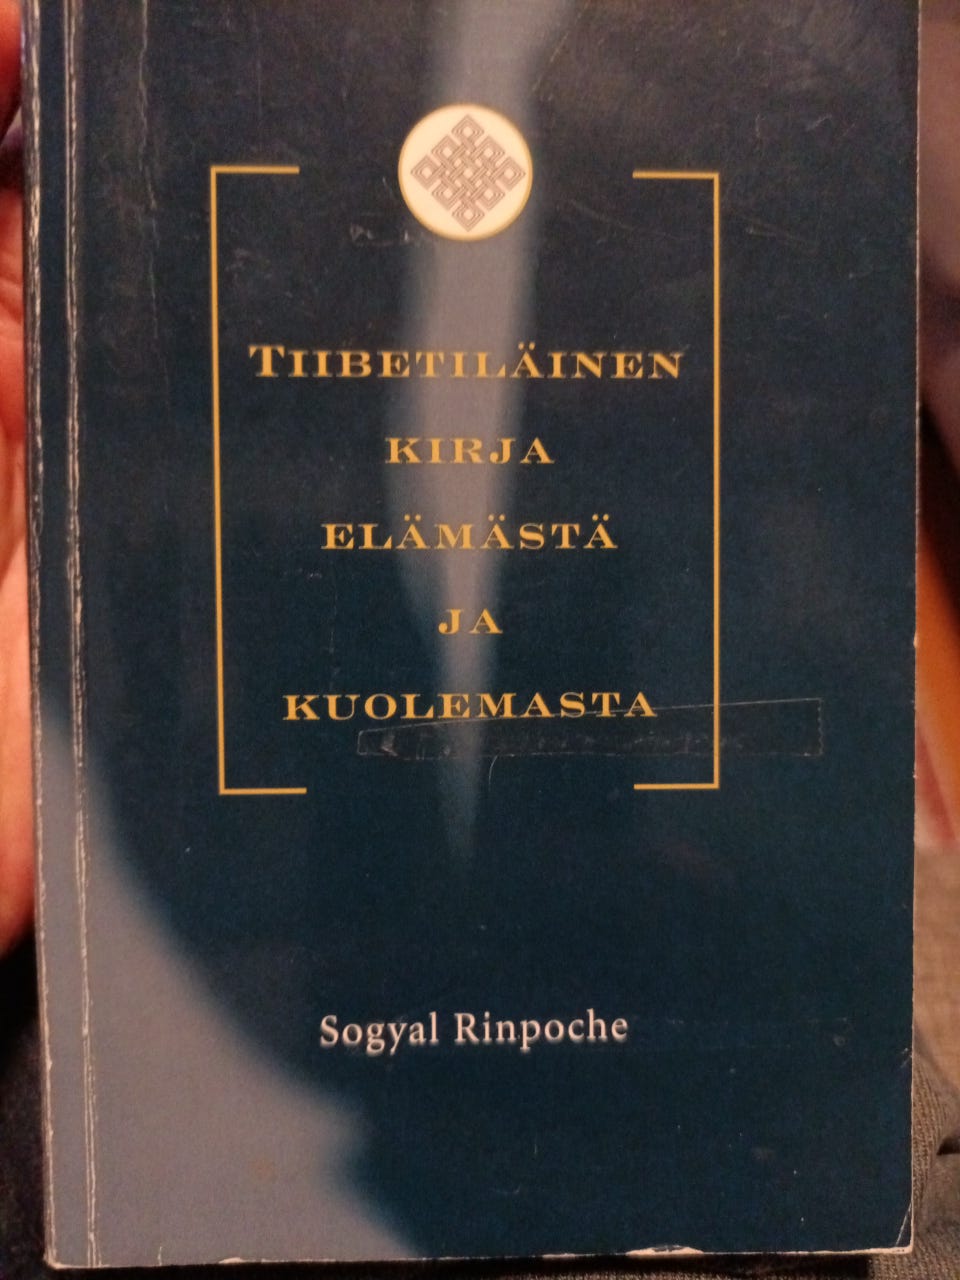 TIIBETILÄINEN
KIRJA
ELÄMÄSTÄ
JA
KUOLEMASTA
Sogyal Rinpoche